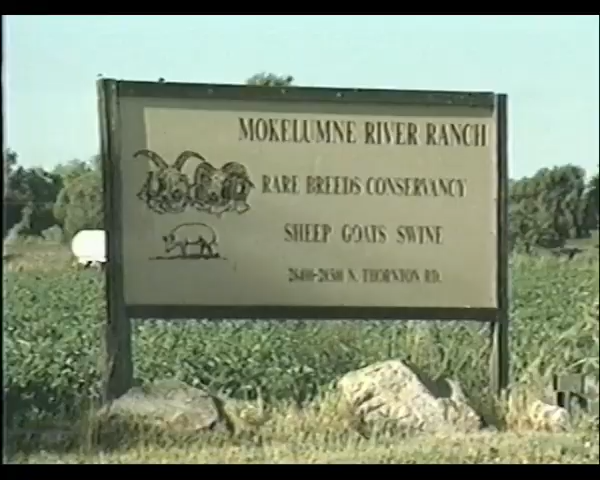 MOKELUMNE RIVER RANCH
RARE BREEDS CONSERVANCY
SHEEP GOATS SWINE
N. THORNTON RD.